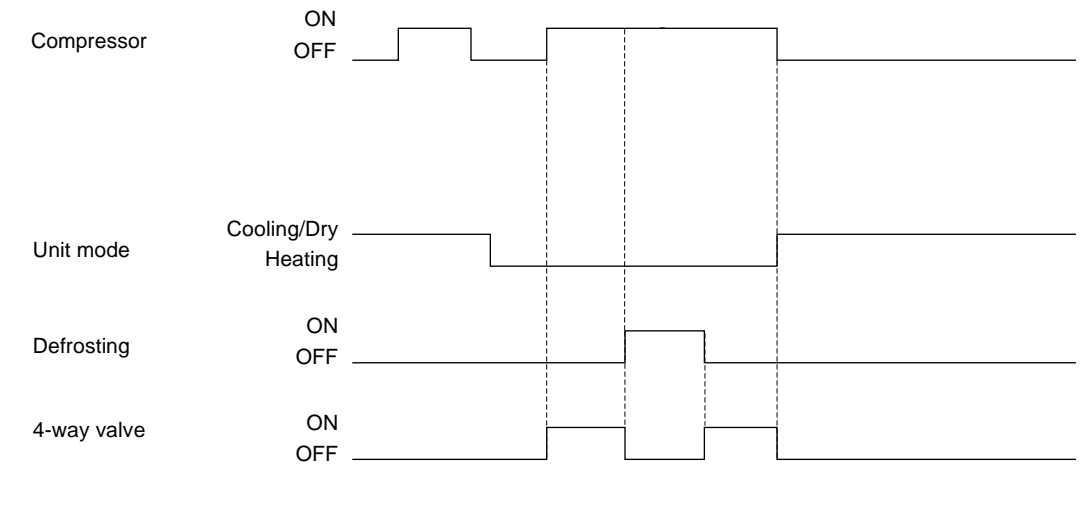 Compressor
ON
OFF
Unit mode
Cooling/Dry
Heating
Defrosting
ON
OFF
4-way valve
ON
OFF